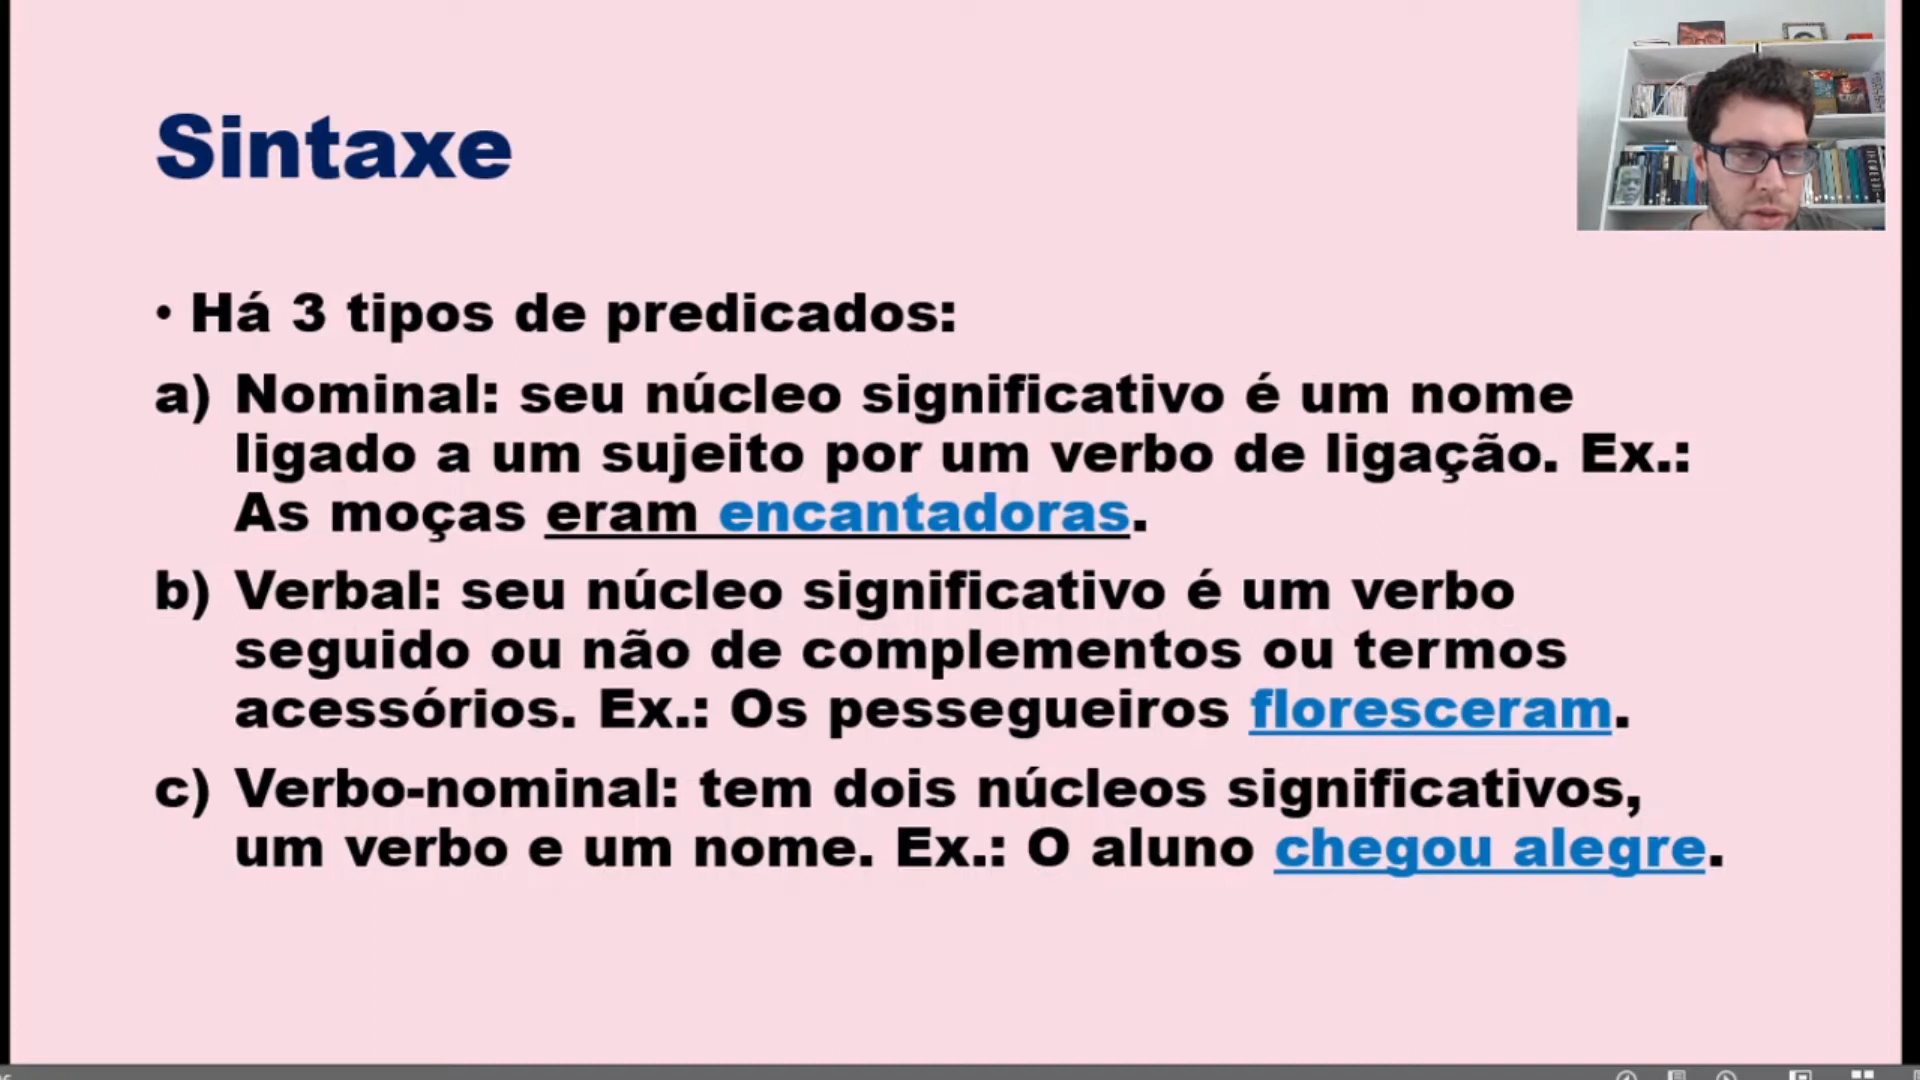 Sintaxe
• Há 3 tipos de predicados:
a) Nominal: seu núcleo significativo é um nome
ligado a um sujeito por um verbo de ligação. Ex.:
As moças eram encantadoras.
b) Verbal: seu núcleo significativo é um verbo
seguido ou não de complementos ou termos
acessórios. Ex.: Os pessegueiros floresceram.
c) Verbo-nominal: tem dois núcleos significativos,
um verbo e um nome. Ex.: O aluno chegou alegre.